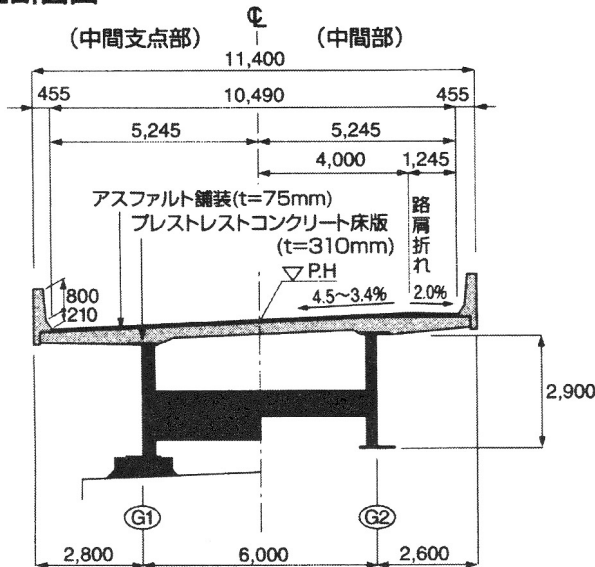 ℄
(中間支点部) (中間部)
11,400
455 10,490 455
5,245 5,245
4,000 1,245
アスファルト舗装(t=75mm)
プレストレストコンクリート床版
(t=310mm)
路肩折れ
▽ P.H
4.5〜3.4% 2.0%
800
210
2,900
G1 G2
2,800 6,000 2,600